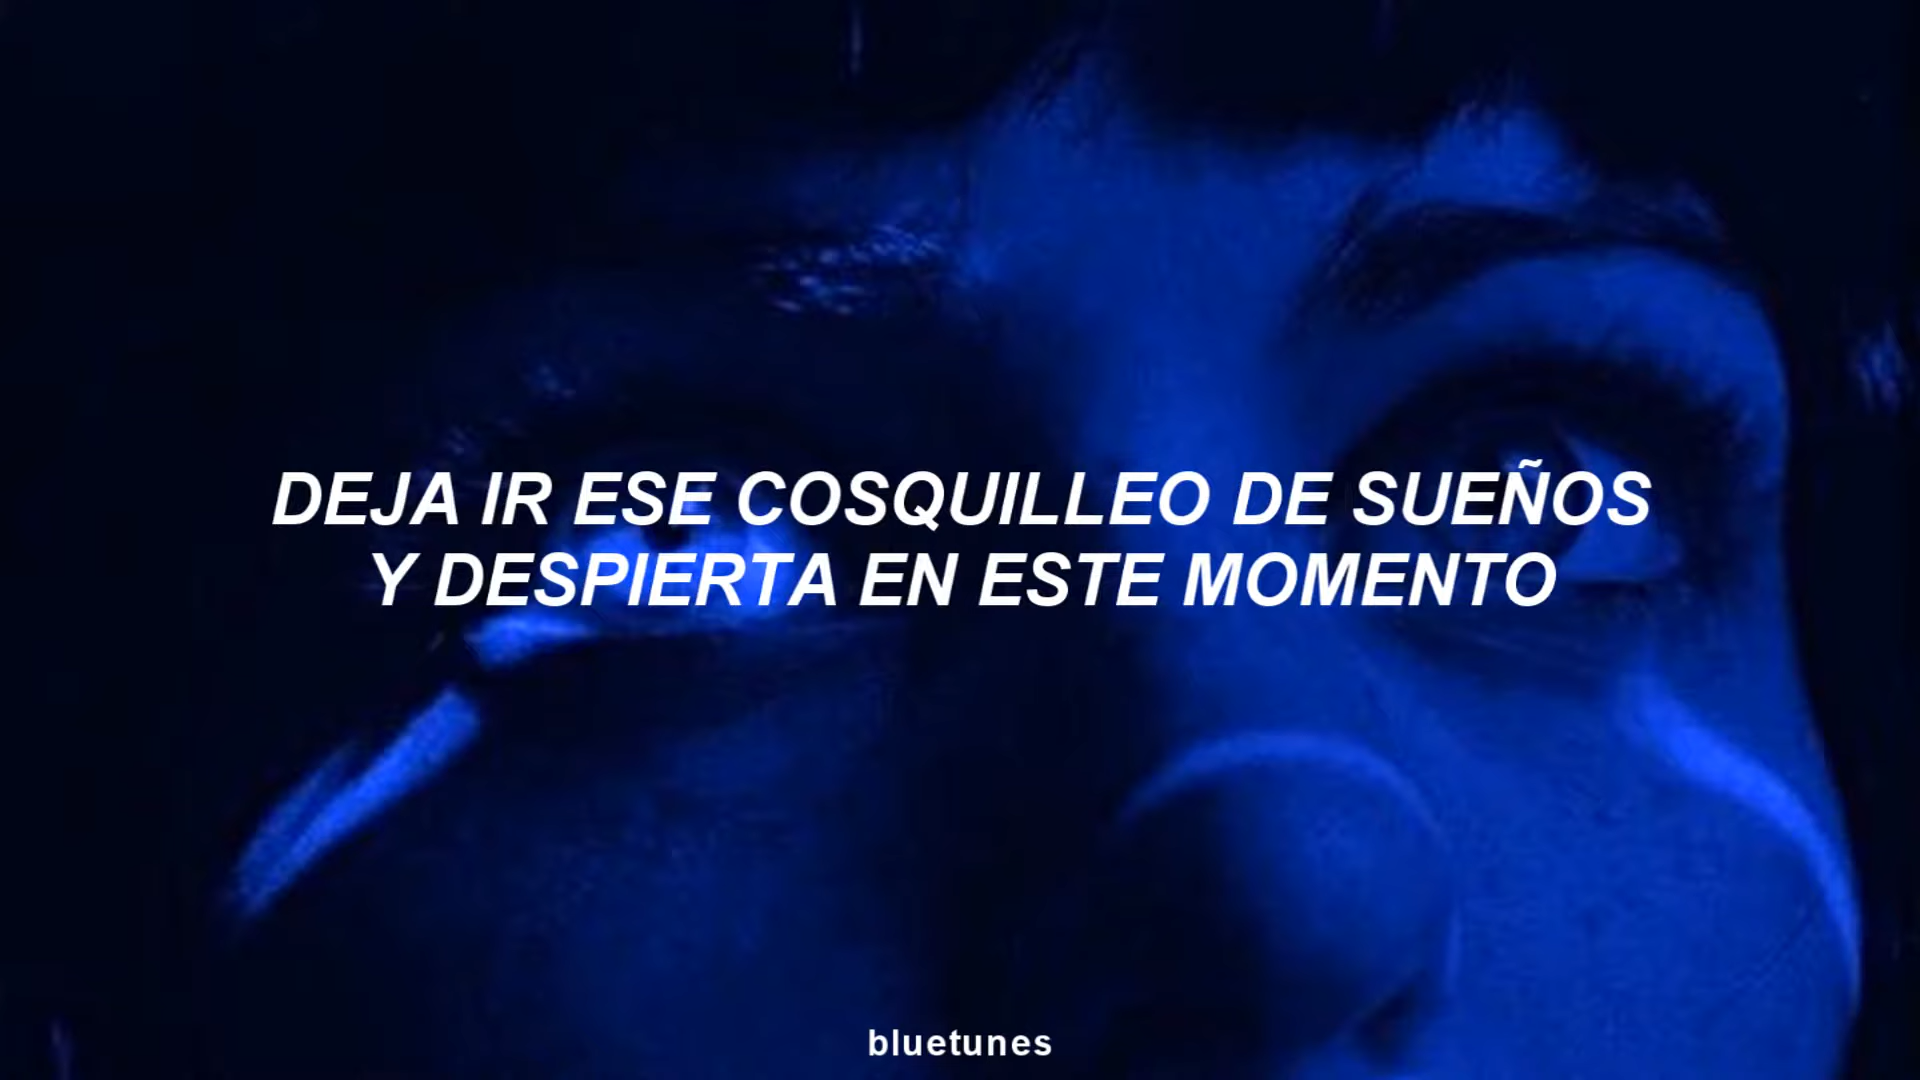 DEJA IR ESE COSQUILLEO DE SUEÑOS
Y DESPIERTA EN ESTE MOMENTO
bluetunes